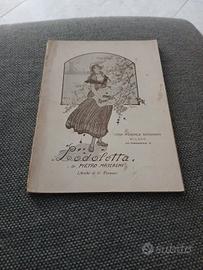 CASA MUSICALE SONZOGNO
MILANO
Lodoletta
di PIETRO MASCAGNI
Libretto di G. Forzano
Subito